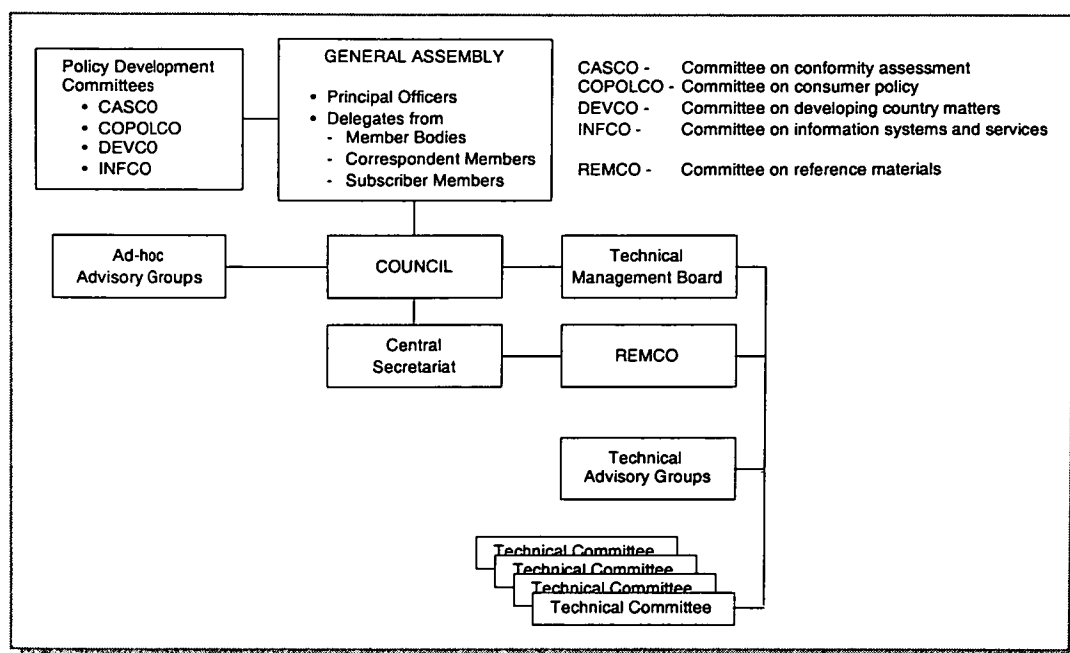 Policy Development
Committees
• CASCO
• COPOLCO
• DEVCO
• INFCO
GENERAL ASSEMBLY
• Principal Officers
• Delegates from
- Member Bodies
- Correspondent Members
- Subscriber Members
CASCO - Committee on conformity assessment
COPOLCO - Committee on consumer policy
DEVCO - Committee on developing country matters
INFCO - Committee on information systems and services
REMCO - Committee on reference materials
Ad-hoc
Advisory Groups
COUNCIL
Technical
Management Board
Central
Secretariat
REMCO
Technical
Advisory Groups
Technical Committee
Technical Committee
Technical Committee
Technical Committee